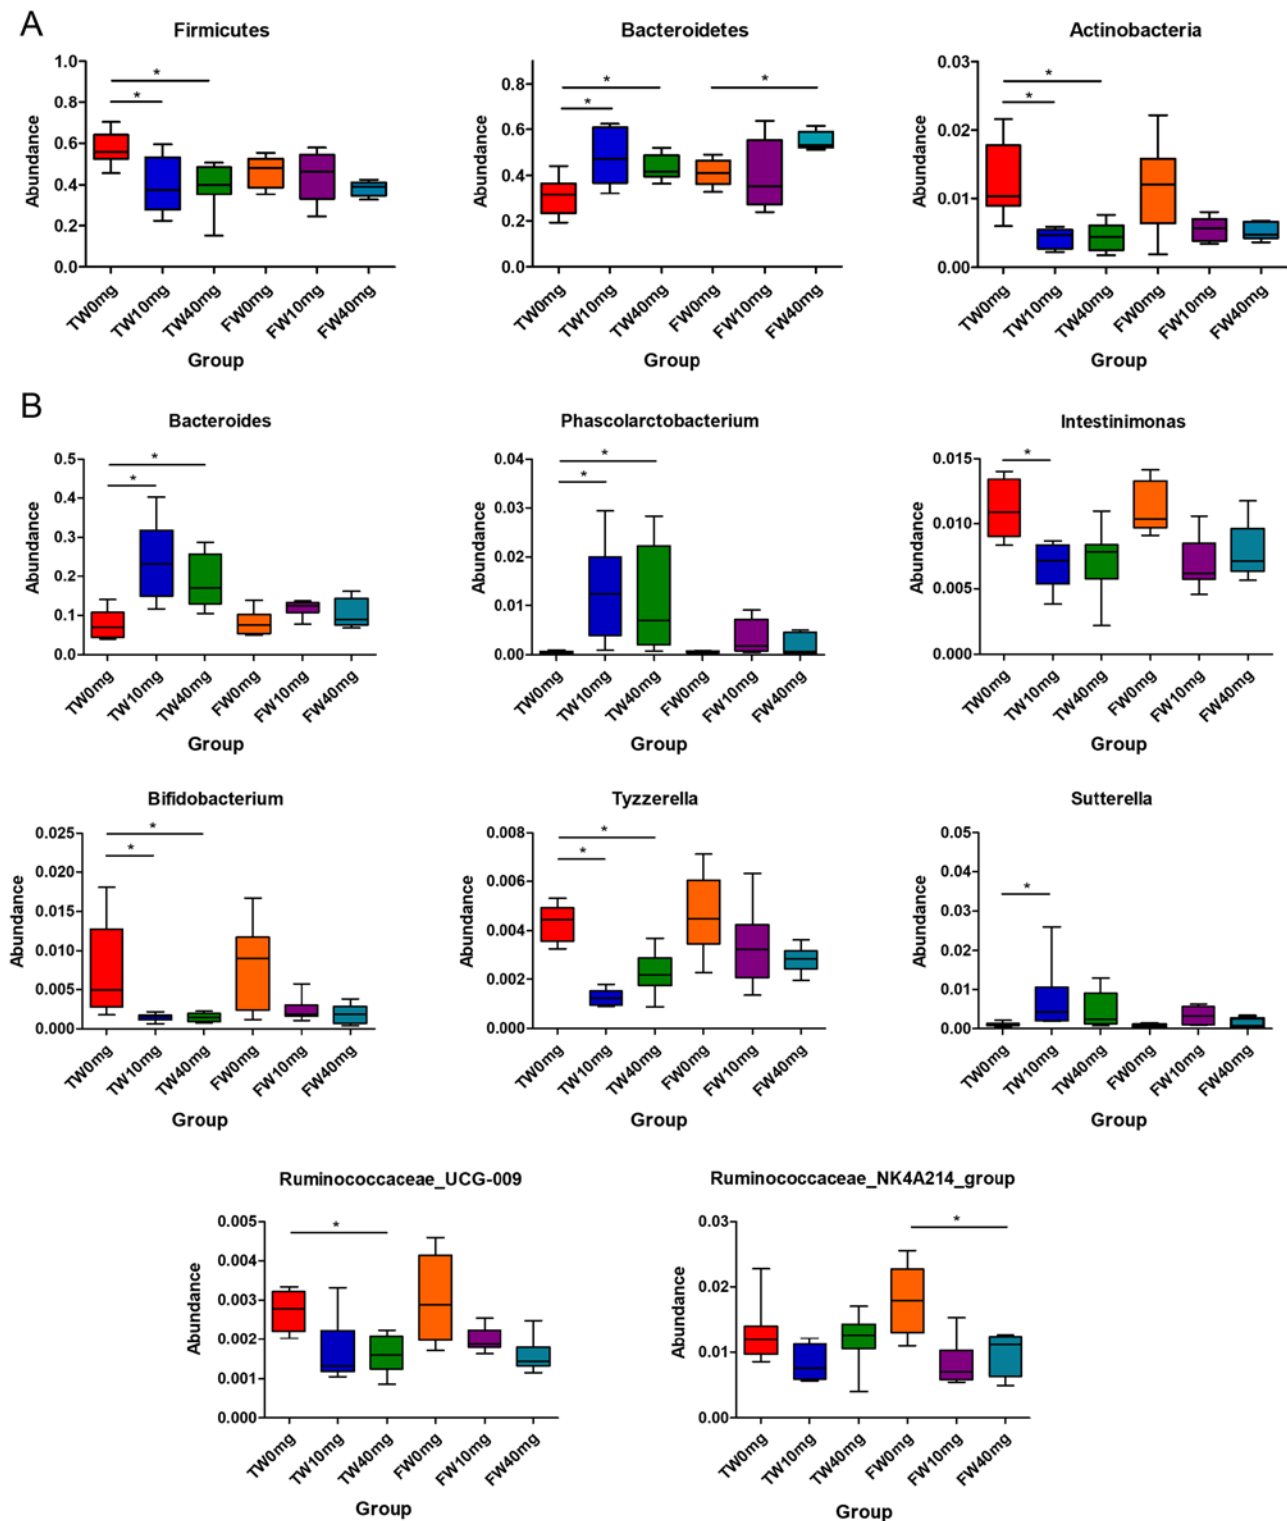 A
Firmicutes
Bacteroidetes
Actinobacteria
Abundance
1.0
0.8
0.6
0.4
0.2
0.0
*
*
TW0mg
TW10mg
TW40mg
FW0mg
FW10mg
FW40mg
Group
Abundance
0.8
0.6
0.4
0.2
0.0
*
*
*
TW0mg
TW10mg
TW40mg
FW0mg
FW10mg
FW40mg
Group
Abundance
0.03
0.02
0.01
0.00
*
*
TW0mg
TW10mg
TW40mg
FW0mg
FW10mg
FW40mg
Group
B
Bacteroides
Phascolarctobacterium
Intestinimonas
Abundance
0.5
0.4
0.3
0.2
0.1
0.0
*
*
TW0mg
TW10mg
TW40mg
FW0mg
FW10mg
FW40mg
Group
Abundance
0.04
0.03
0.02
0.01
0.00
*
*
TW0mg
TW10mg
TW40mg
FW0mg
FW10mg
FW40mg
Group
Abundance
0.015
0.010
0.005
0.000
*
TW0mg
TW10mg
TW40mg
FW0mg
FW10mg
FW40mg
Group
Bifidobacterium
Tyzzerella
Sutterella
Abundance
0.025
0.020
0.015
0.010
0.005
0.000
*
*
TW0mg
TW10mg
TW40mg
FW0mg
FW10mg
FW40mg
Group
Abundance
0.008
0.006
0.004
0.002
0.000
*
*
TW0mg
TW10mg
TW40mg
FW0mg
FW10mg
FW40mg
Group
Abundance
0.05
0.04
0.03
0.02
0.01
0.00
*
TW0mg
TW10mg
TW40mg
FW0mg
FW10mg
FW40mg
Group
Ruminococcaceae_UCG-009
Ruminococcaceae_NK4A214_group
Abundance
0.005
0.004
0.003
0.002
0.001
0.000
*
TW0mg
TW10mg
TW40mg
FW0mg
FW10mg
FW40mg
Group
Abundance
0.03
0.02
0.01
0.00
*
TW0mg
TW10mg
TW40mg
FW0mg
FW10mg
FW40mg
Group